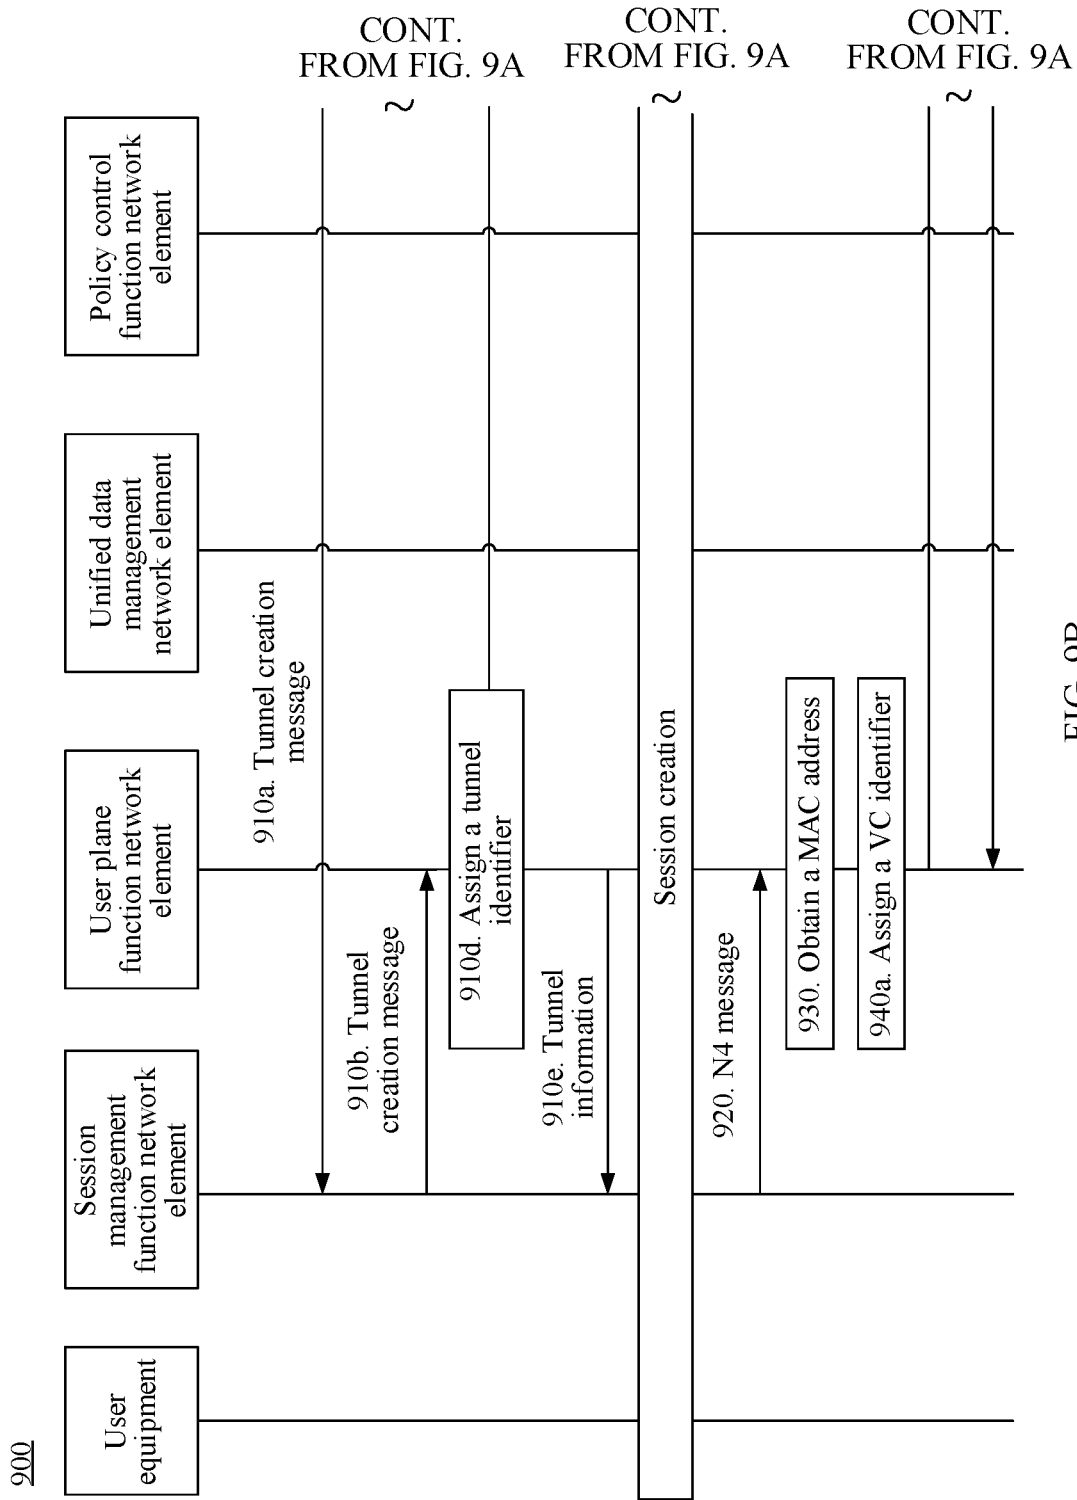 900
User
equipment
Session
management
function network
element
User plane
function network
element
Unified data
management
network element
Policy control
function network
element
910a. Tunnel creation
message
CONT.
FROM FIG. 9A
910b. Tunnel
creation message
910d. Assign a tunnel
identifier
910e. Tunnel
information
Session creation
CONT.
FROM FIG. 9A
920. N4 message
930. Obtain a MAC address
940a. Assign a VC identifier
CONT.
FROM FIG. 9A
FIG. 9B